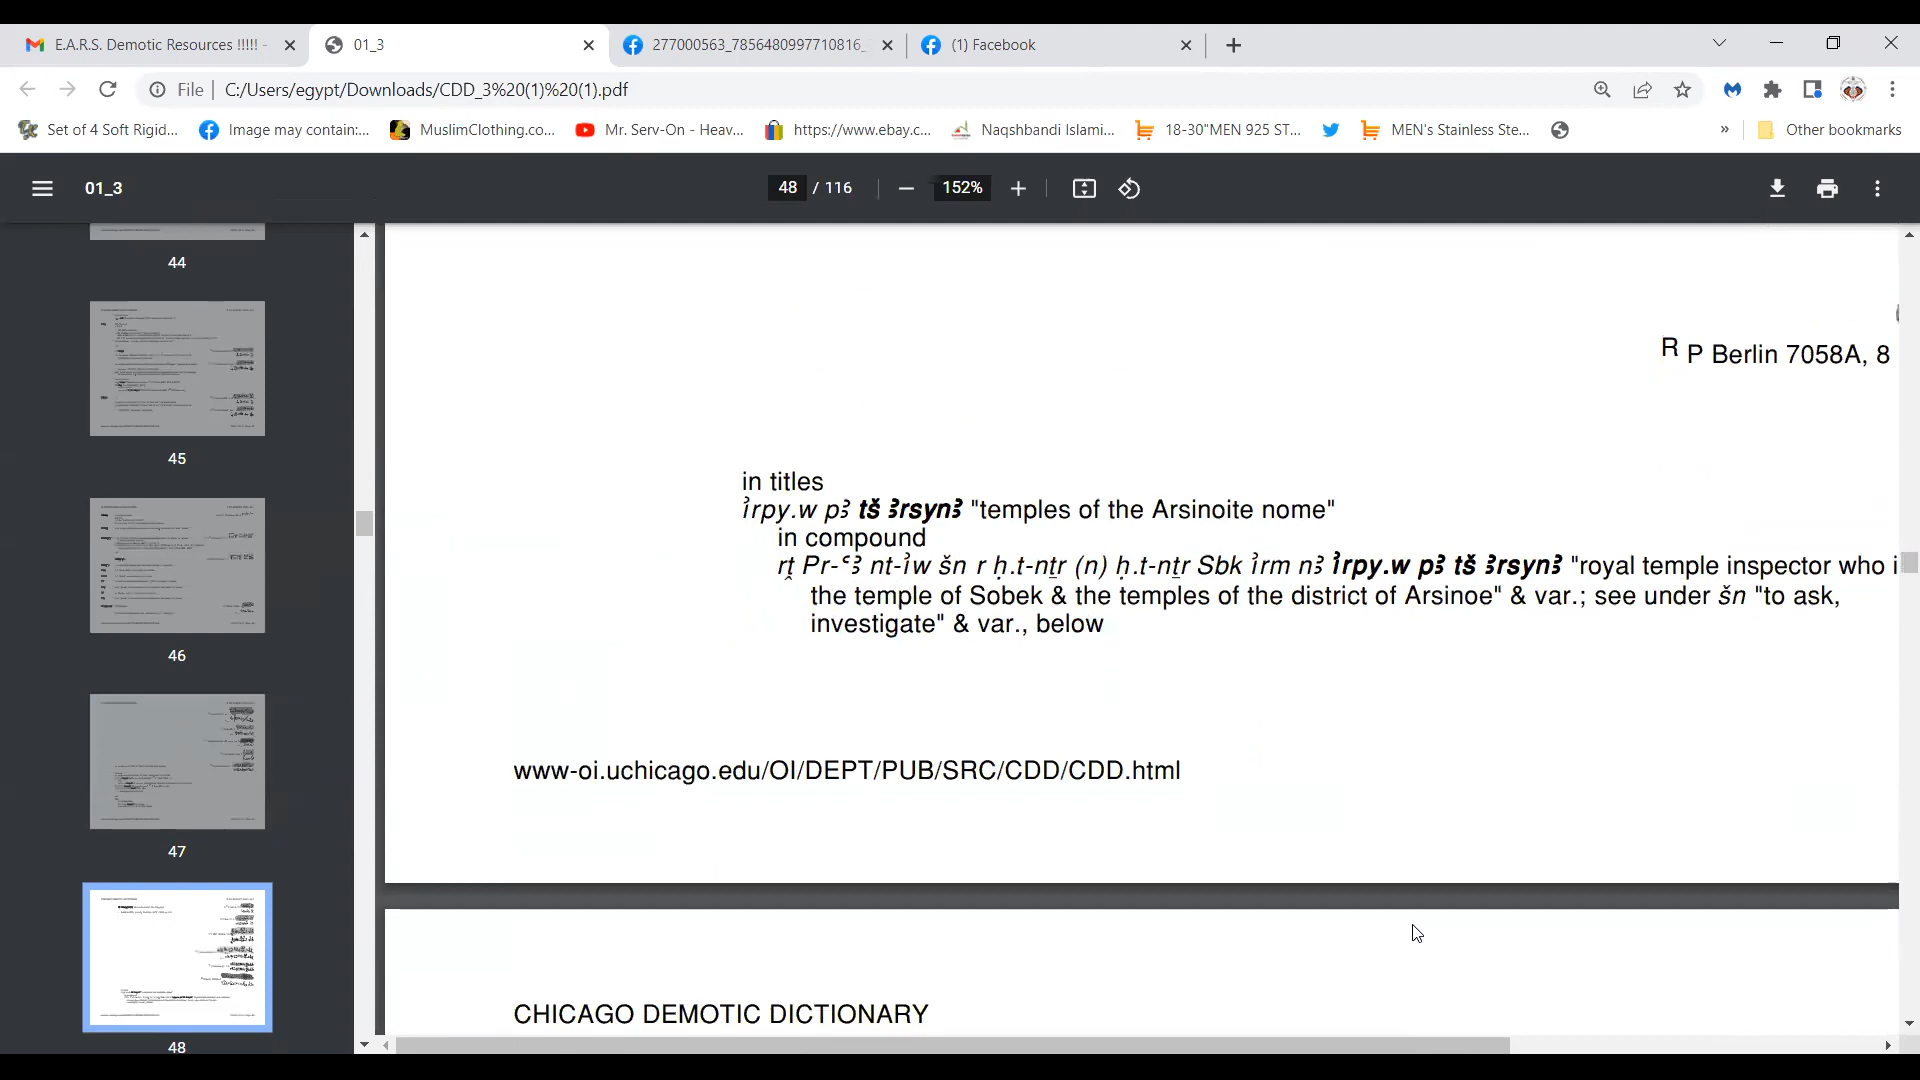 E.A.R.S. Demotic Resources !!!!! -
01_3
277000563_7856480997710816_
(1) Facebook
File
C:/Users/egypt/Downloads/CDD_3%20(1)%20(1).pdf
Set of 4 Soft Rigid...
Image may contain:...
MuslimClothing.co...
Mr. Serv-On - Heav...
https://www.ebay.c...
Naqshbandi Islami...
18-30"MEN 925 ST...
MEN's Stainless Ste...
»
Other bookmarks
01_3
48 / 116
152%
44
45
46
47
48
R P Berlin 7058A, 8
in titles
ỉrpy.w pꜣ tš ꜣrsynꜣ "temples of the Arsinoite nome"
in compound
rṱ Pr-ꜥꜣ nt-ỉw šn r ḥ.t-nṯr (n) ḥ.t-nṯr Sbk ỉrm nꜣ ỉrpy.w pꜣ tš ꜣrsynꜣ "royal temple inspector who i
the temple of Sobek & the temples of the district of Arsinoe" & var.; see under šn "to ask,
investigate" & var., below
www-oi.uchicago.edu/OI/DEPT/PUB/SRC/CDD/CDD.html
CHICAGO DEMOTIC DICTIONARY